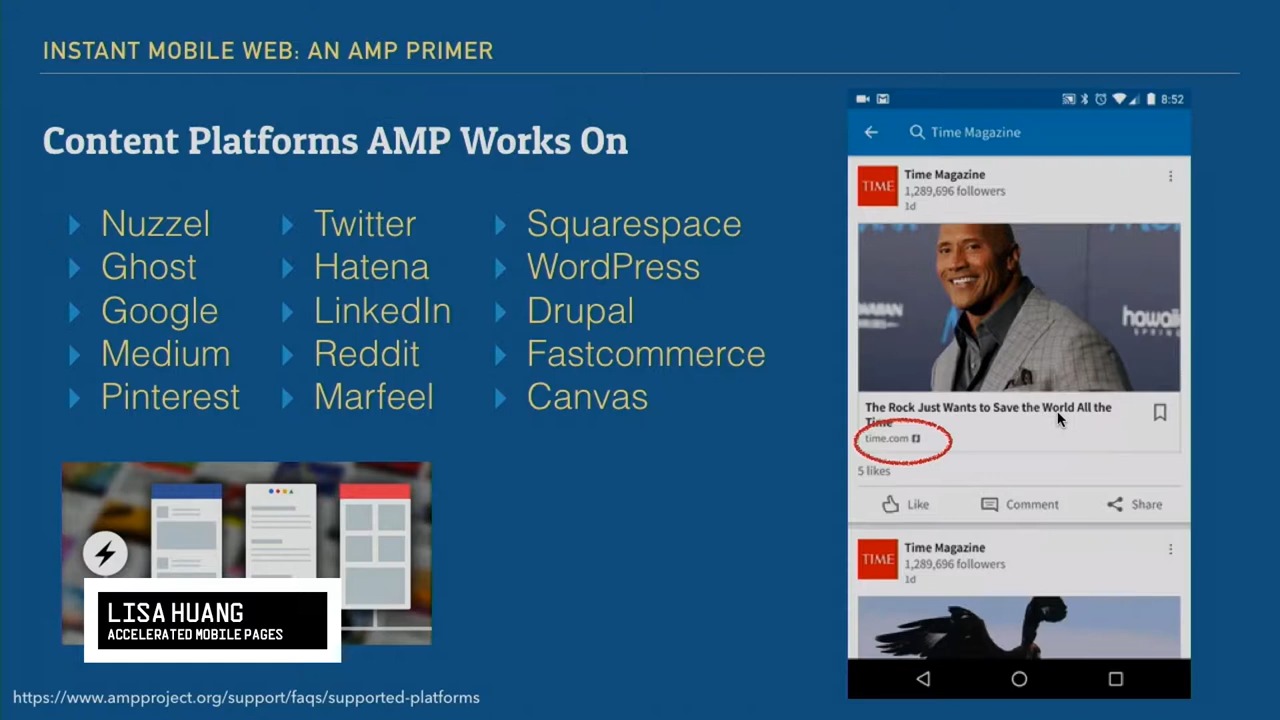 INSTANT MOBILE WEB: AN AMP PRIMER
Content Platforms AMP Works On
Nuzzel
Ghost
Google
Medium
Pinterest
Twitter
Hatena
LinkedIn
Reddit
Marfeel
Squarespace
WordPress
Drupal
Fastcommerce
Canvas
8:52
Time Magazine
TIME
Time Magazine
1,289,696 followers
1d
HAWAIIAN
hawaii
SPRING
The Rock Just Wants to Save the World All the
Time
time.com
5 likes
Like
Comment
Share
TIME
Time Magazine
1,289,696 followers
1d
LISA HUANG
ACCELERATED MOBILE PAGES
https://www.ampproject.org/support/faqs/supported-platforms